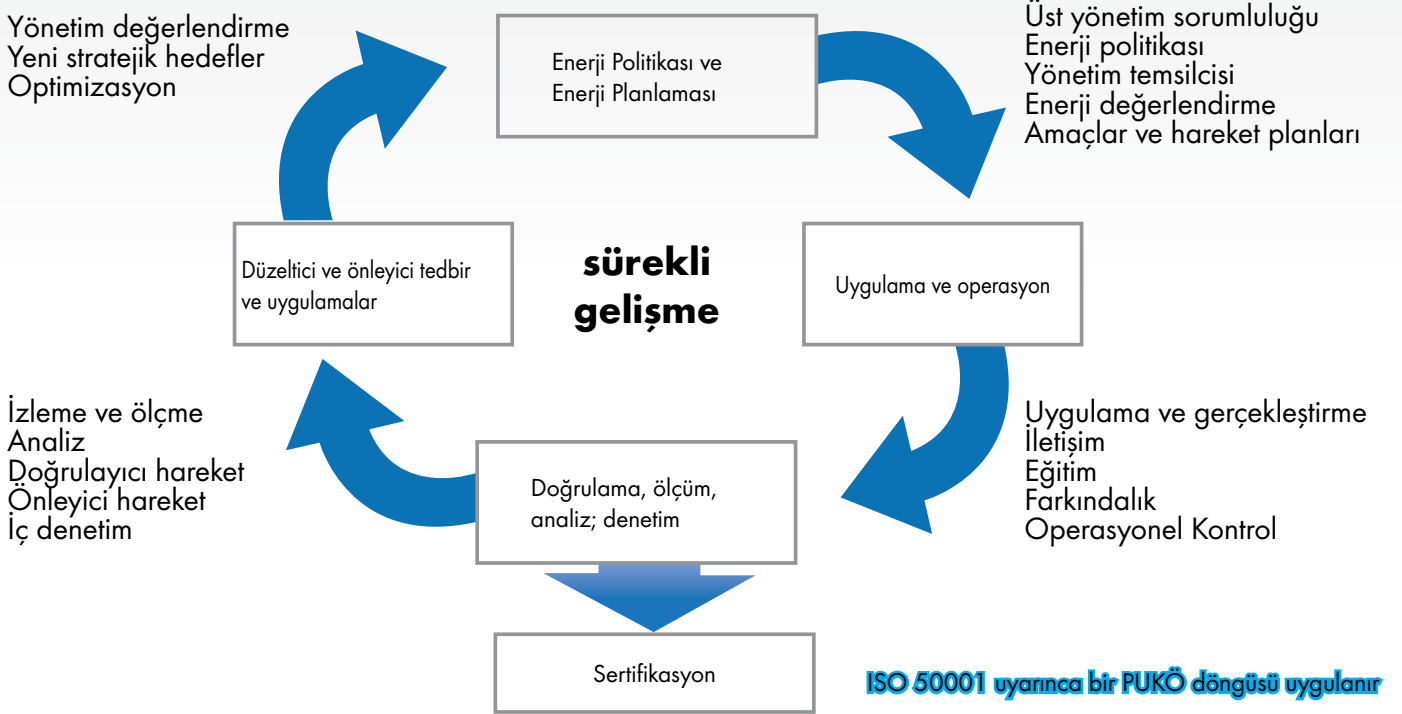 Yönetim değerlendirme
Yeni stratejik hedefler
Optimizasyon
Enerji Politikası ve
Enerji Planlaması
Üst yönetim sorumluluğu
Enerji politikası
Yönetim temsilcisi
Enerji değerlendirme
Amaçlar ve hareket planları
Düzeltici ve önleyici tedbir
ve uygulamalar
sürekli
gelişme
Uygulama ve operasyon
İzleme ve ölçme
Analiz
Doğrulayıcı hareket
Önleyici hareket
İç denetim
Doğrulama, ölçüm,
analiz; denetim
Uygulama ve gerçekleştirme
İletişim
Eğitim
Farkındalık
Operasyonel Kontrol
Sertifikasyon
ISO 50001 uyarınca bir PUKÖ döngüsü uygulanır